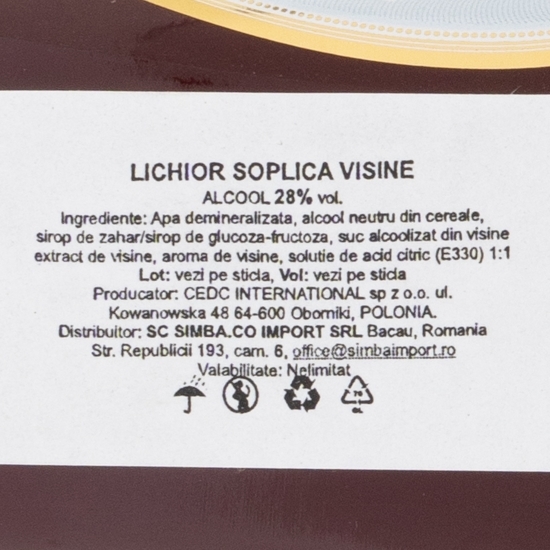 LICHIOR SOPLICA VISINE
ALCOOL 28% vol.
Ingrediente: Apa demineralizata, alcool neutru din cereale,
sirop de zahar/sirop de glucoza-fructoza, suc alcoolizat din visine
extract de visine, aroma de visine, solutie de acid citric (E330) 1:1
Lot: vezi pe sticla, Vol: vezi pe sticla
Producator: CEDC INTERNATIONAL sp z o.o. ul.
Kowanowska 48 64-600 Oborniki, POLONIA.
Distribuitor: SC SIMBA.CO IMPORT SRL Bacau, Romania
Str. Republicii 193, cam. 6, office@simbaimport.ro
Valabilitate: Nelimitat
70
GL